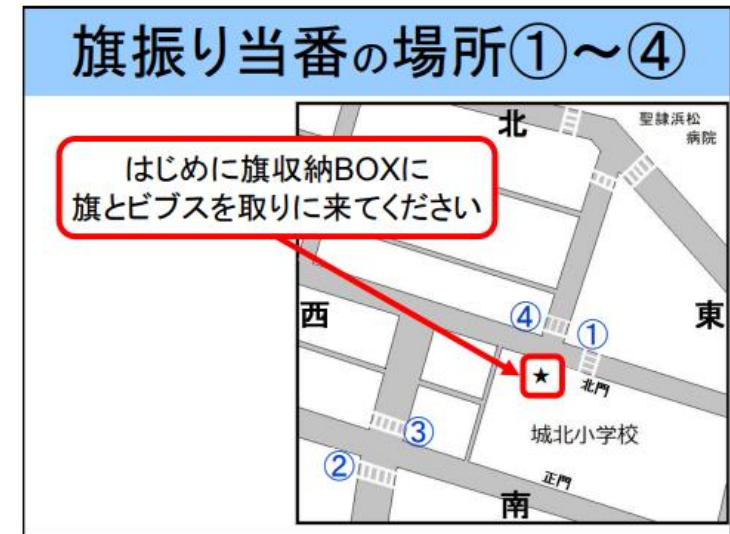 旗振り当番の場所①～④
はじめに旗収納BOXに
旗とビブスを取りに来てください
北
聖隷浜松
病院
西
東
④
①
★
北門
城北小学校
③
②
正門
南